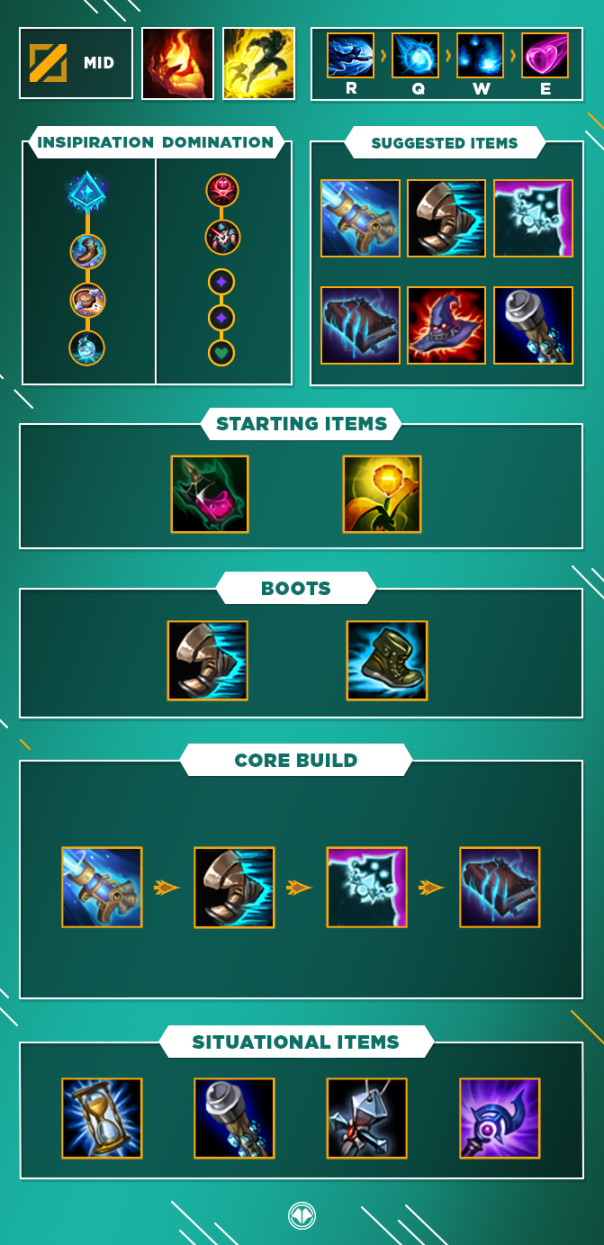 MID
R Q W E
INSIPIRATION DOMINATION
SUGGESTED ITEMS
STARTING ITEMS
BOOTS
CORE BUILD
SITUATIONAL ITEMS